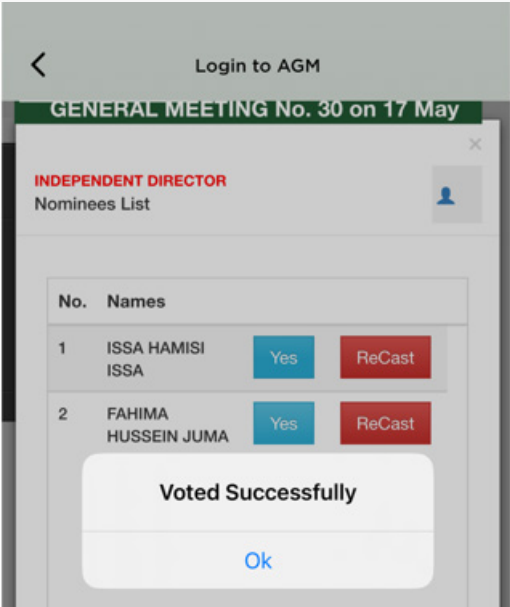 Login to AGM
GENERAL MEETING No. 30 on 17 May
×
INDEPENDENT DIRECTOR
Nominees List
No. Names
1 ISSA HAMISI Yes ReCast
ISSA
2 FAHIMA Yes ReCast
HUSSEIN JUMA
Voted Successfully
Ok